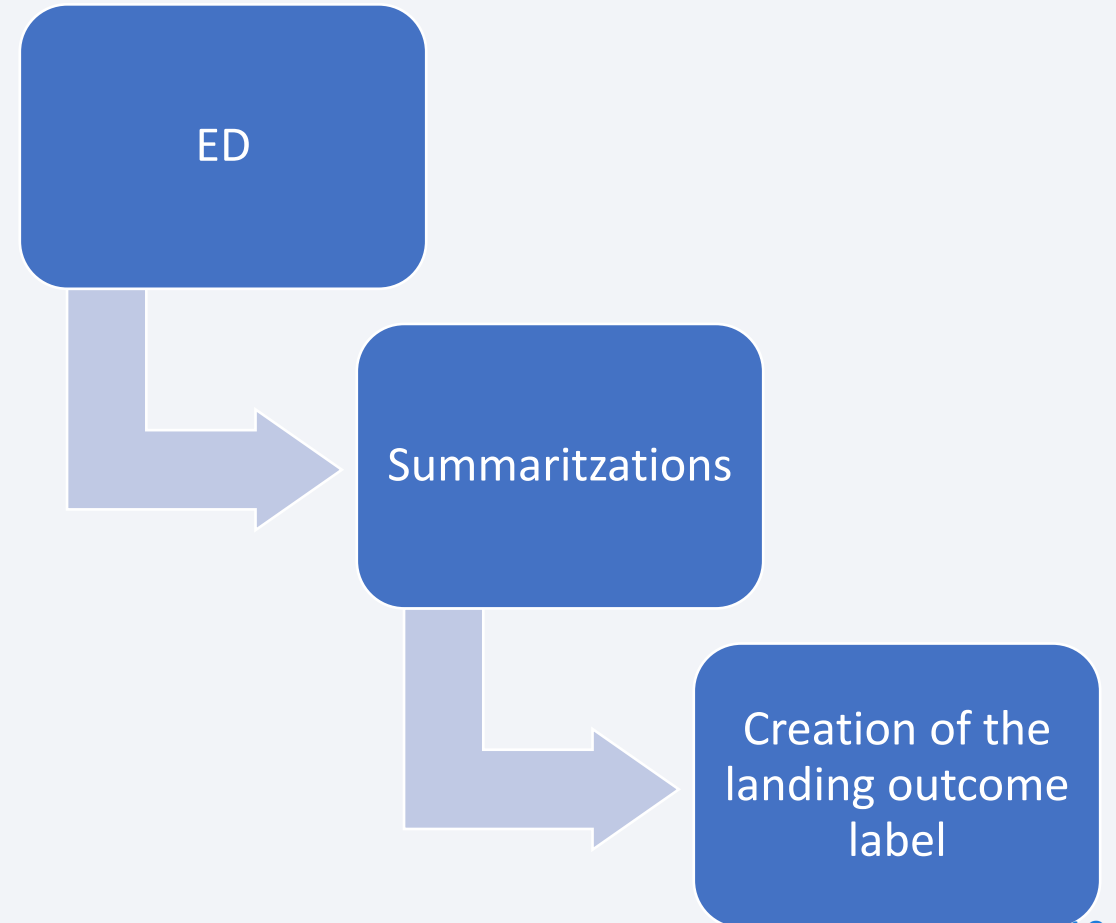 ED
Summaritzations
Creation of the
landing outcome
label